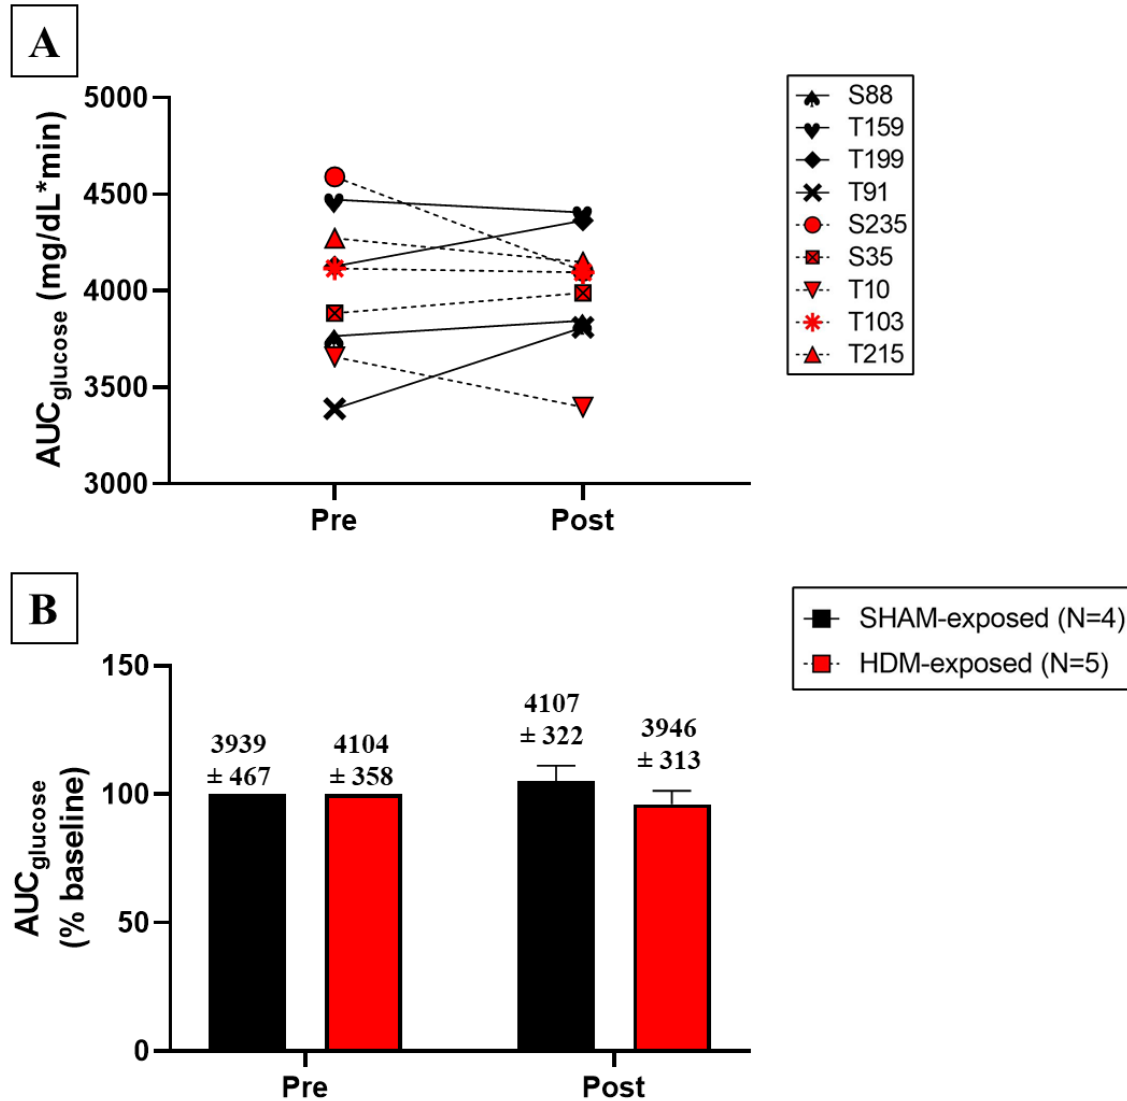 A
AUCglucose (mg/dL*min)
5000
4500
4000
3500
3000
Pre
Post
S88
T159
T199
T91
S235
S35
T10
T103
T215
B
AUCglucose
(% baseline)
150
100
50
0
3939
± 467
4104
± 358
4107
± 322
3946
± 313
Pre
Post
SHAM-exposed (N=4)
HDM-exposed (N=5)